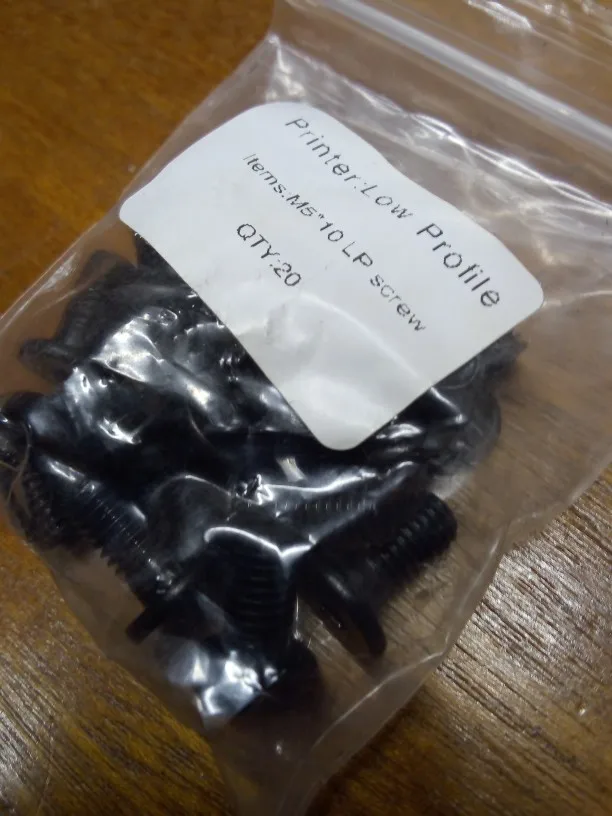 Printer:Low Profile
Items:M5*10 LP screw
QTY:20